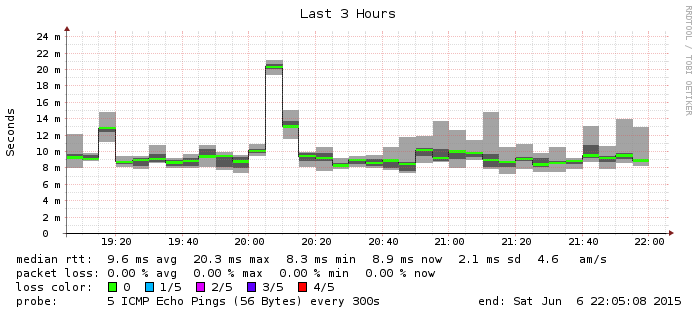 Last 3 Hours
RRDTOOL / TOBI OETIKER
Seconds
24 m
22 m
20 m
18 m
16 m
14 m
12 m
10 m
8 m
6 m
4 m
2 m
0
19:20 19:40 20:00 20:20 20:40 21:00 21:20 21:40 22:00
median rtt: 9.6 ms avg 20.3 ms max 8.3 ms min 8.9 ms now 2.1 ms sd 4.6 am/s
packet loss: 0.00 % avg 0.00 % max 0.00 % min 0.00 % now
loss color: 0 1/5 2/5 3/5 4/5
probe: 5 ICMP Echo Pings (56 Bytes) every 300s end: Sat Jun 6 22:05:08 2015